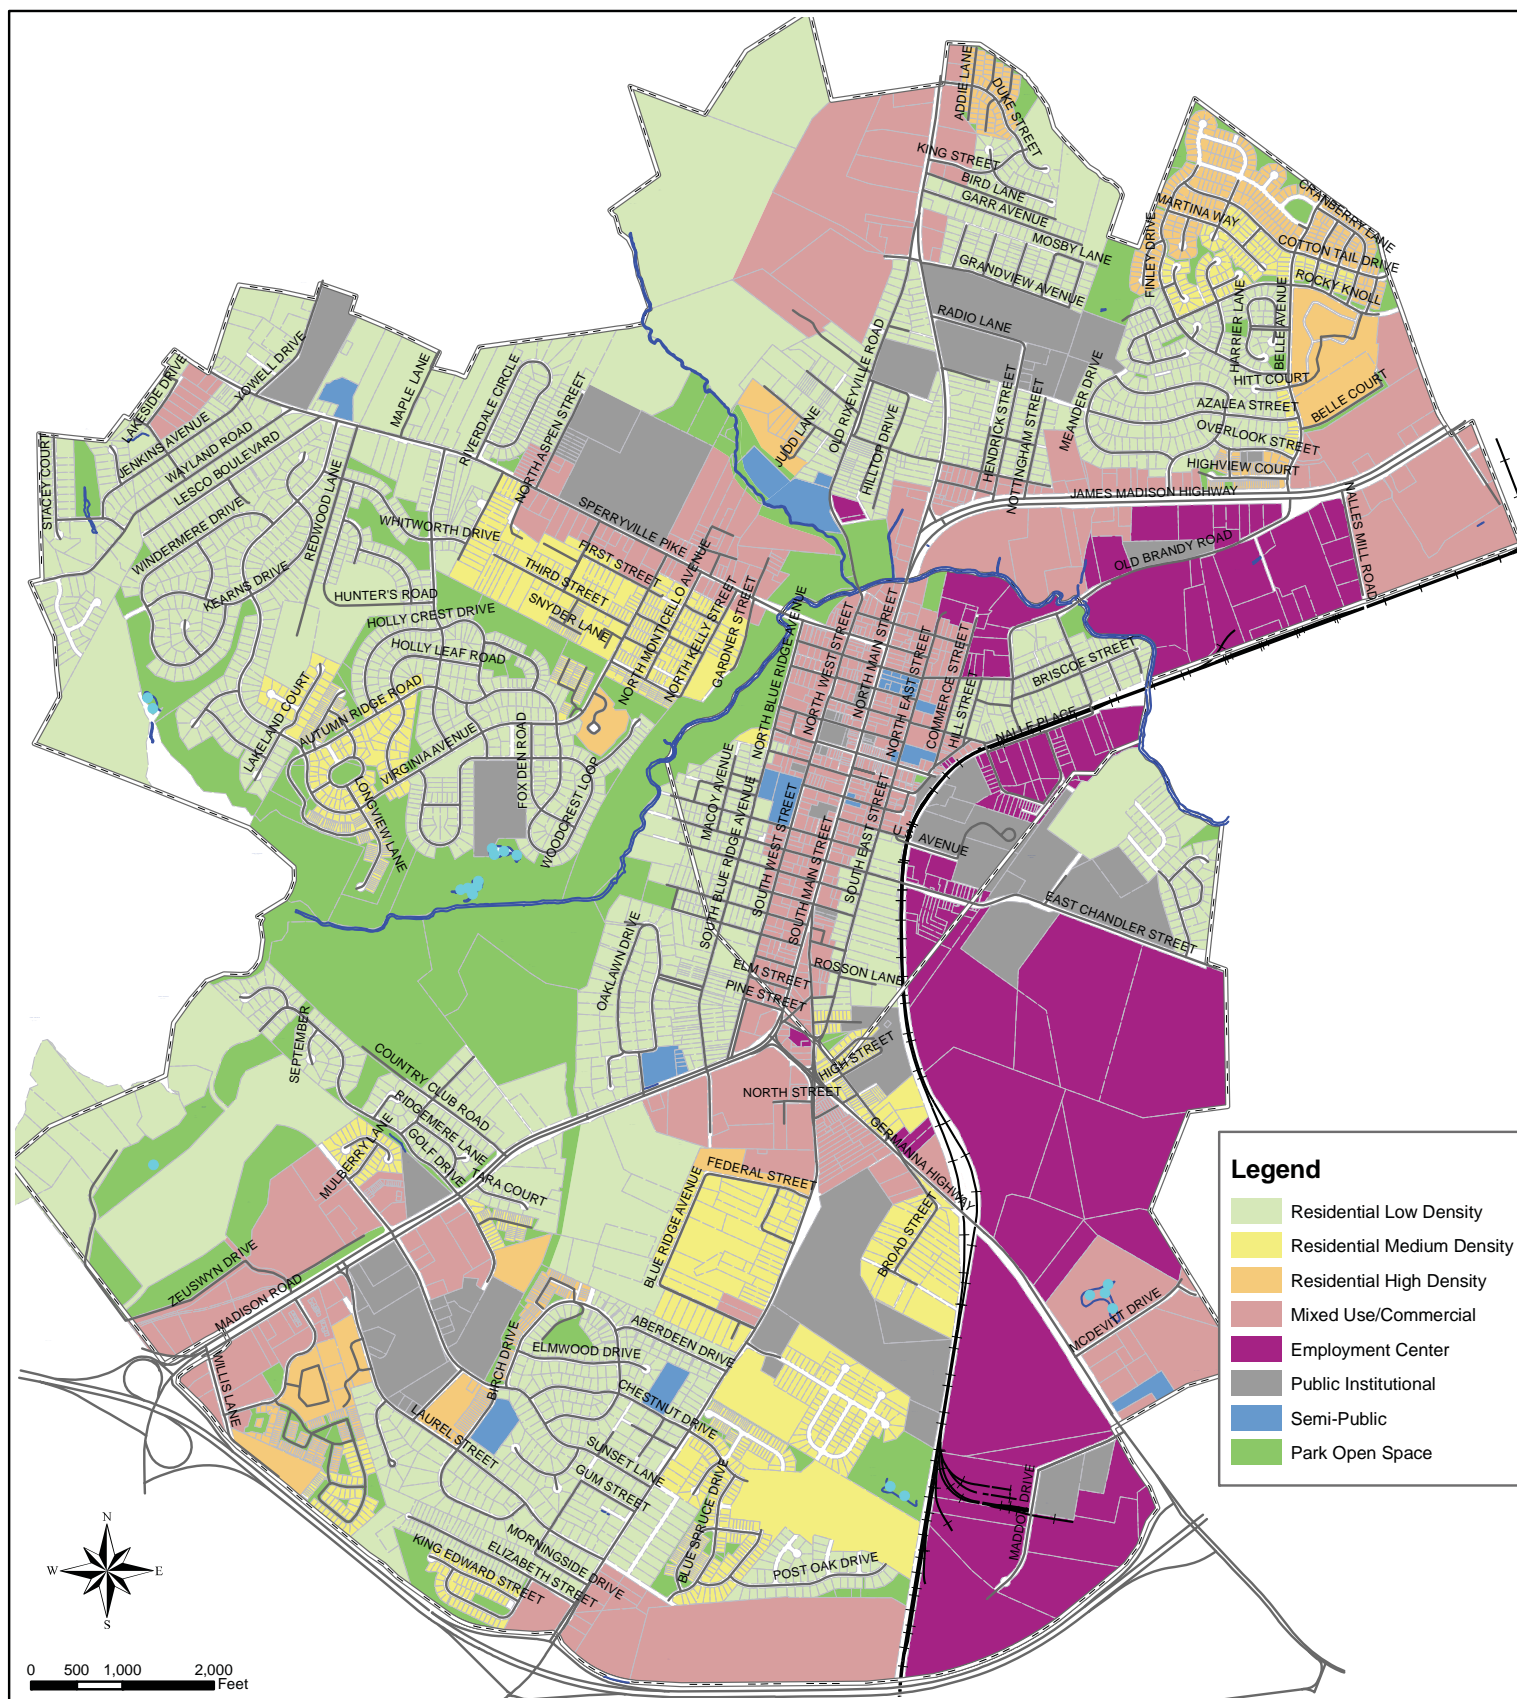 ADDIE LANE
DUKE STREET
KING STREET
BIRD LANE
GARR AVENUE
MOSBY LANE
GRANDVIEW AVENUE
RADIO LANE
CRANBERRY LANE
MARTINA WAY
COTTON TAIL DRIVE
FINLEY DRIVE
ROCKY KNOLL
HARRIER LANE
BELLE AVENUE
HITT COURT
BELLE COURT
AZALEA STREET
OVERLOOK STREET
HIGHVIEW COURT
MEANDER DRIVE
JAMES MADISON HIGHWAY
NALLES MILL ROAD
OLD BRANDY ROAD
OLD RIXEYVILLE ROAD
HILLTOP DRIVE
HENDRICK STREET
NOTTINGHAM STREET
JUDD LANE
LAKESIDE DRIVE
YOWELL DRIVE
JENKINS AVENUE
WAYLAND ROAD
LESCO BOULEVARD
STACEY COURT
MAPLE LANE
RIVERDALE CIRCLE
NORTH ASPEN STREET
SPERRYVILLE PIKE
WINDERMERE DRIVE
REDWOOD LANE
WHITWORTH DRIVE
FIRST STREET
THIRD STREET
SNYDER LANE
KEARNS DRIVE
HUNTER'S ROAD
HOLLY CREST DRIVE
HOLLY LEAF ROAD
NORTH MONTICELLO AVENUE
NORTH KELLY STREET
GARDNER STREET
LAKELAND COURT
AUTUMN RIDGE ROAD
VIRGINIA AVENUE
FOX DEN ROAD
WOODCREST LOOP
LONGVIEW LANE
NORTH BLUE RIDGE AVENUE
NORTH WEST STREET
NORTH MAIN STREET
NORTH EAST STREET
COMMERCE STREET
HILL STREET
BRISCOE STREET
NALLE PLACE
MACOY AVENUE
SOUTH BLUE RIDGE AVENUE
SOUTH WEST STREET
SOUTH MAIN STREET
SOUTH EAST STREET
U.S. AVENUE
EAST CHANDLER STREET
OAKLAWN DRIVE
ELM STREET
PINE STREET
ROSSON LANE
HIGH STREET
NORTH STREET
GERMANNA HIGHWAY
SEPTEMBER
COUNTRY CLUB ROAD
RIDGEMERE LANE
GOLF DRIVE
MULBERRY LANE
TARA COURT
ZEUSWYN DRIVE
MADISON ROAD
WILLIS LANE
FEDERAL STREET
BLUE RIDGE AVENUE
BROAD STREET
MCDEVITT DRIVE
ABERDEEN DRIVE
ELMWOOD DRIVE
BIRCH DRIVE
CHESTNUT DRIVE
LAUREL STREET
SUNSET LANE
GUM STREET
BLUE SPRUCE DRIVE
MORNINGSIDE DRIVE
ELIZABETH STREET
KING EDWARD STREET
POST OAK DRIVE
Legend
Residential Low Density
Residential Medium Density
Residential High Density
Mixed Use/Commercial
Employment Center
Public Institutional
Semi-Public
Park Open Space
N
W
E
S
0 500 1,000 2,000
Feet